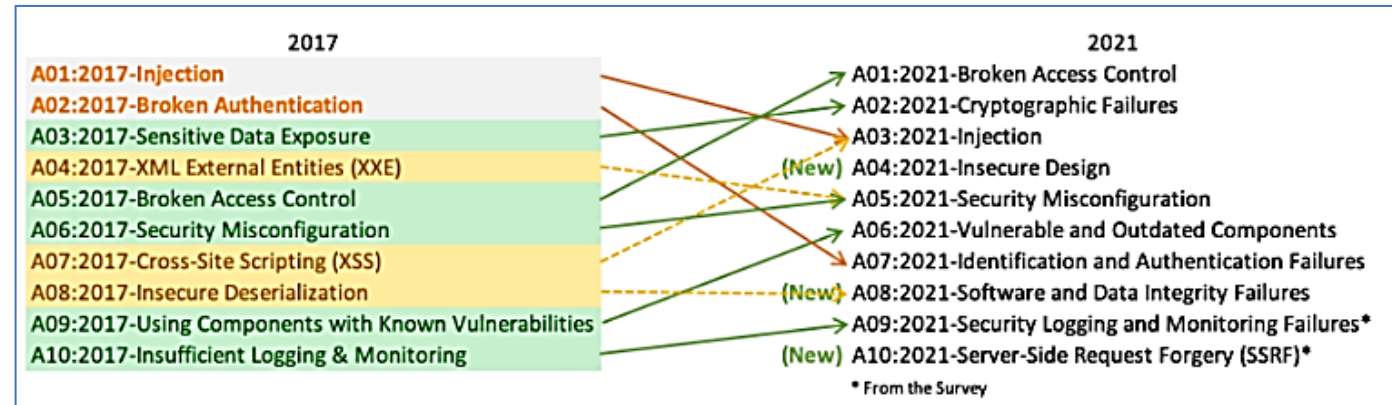 2017
A01:2017-Injection
A02:2017-Broken Authentication
A03:2017-Sensitive Data Exposure
A04:2017-XML External Entities (XXE)
A05:2017-Broken Access Control
A06:2017-Security Misconfiguration
A07:2017-Cross-Site Scripting (XSS)
A08:2017-Insecure Deserialization
A09:2017-Using Components with Known Vulnerabilities
A10:2017-Insufficient Logging & Monitoring
2021
A01:2021-Broken Access Control
A02:2021-Cryptographic Failures
A03:2021-Injection
(New) A04:2021-Insecure Design
A05:2021-Security Misconfiguration
A06:2021-Vulnerable and Outdated Components
A07:2021-Identification and Authentication Failures
(New) A08:2021-Software and Data Integrity Failures
A09:2021-Security Logging and Monitoring Failures*
(New) A10:2021-Server-Side Request Forgery (SSRF)*
* From the Survey